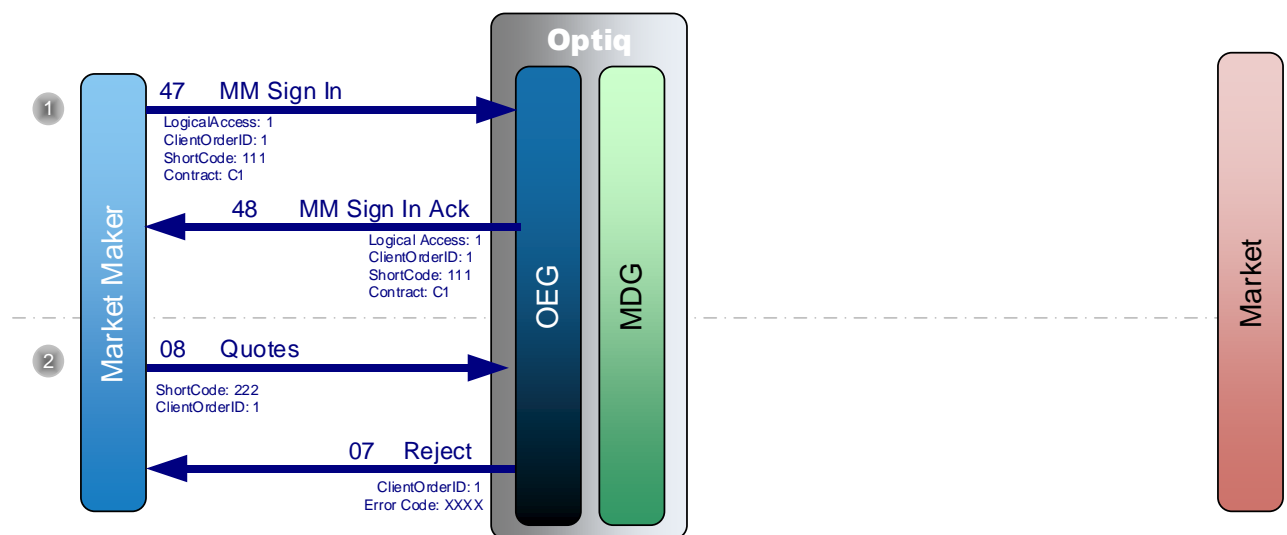 Optiq
1
47 MM Sign In
LogicalAccess: 1
ClientOrderID: 1
ShortCode: 111
Contract: C1
48 MM Sign In Ack
Logical Access: 1
ClientOrderID: 1
ShortCode: 111
Contract: C1
Market Maker
OEG
MDG
Market
2
08 Quotes
ShortCode: 222
ClientOrderID: 1
07 Reject
ClientOrderID: 1
Error Code: XXXX